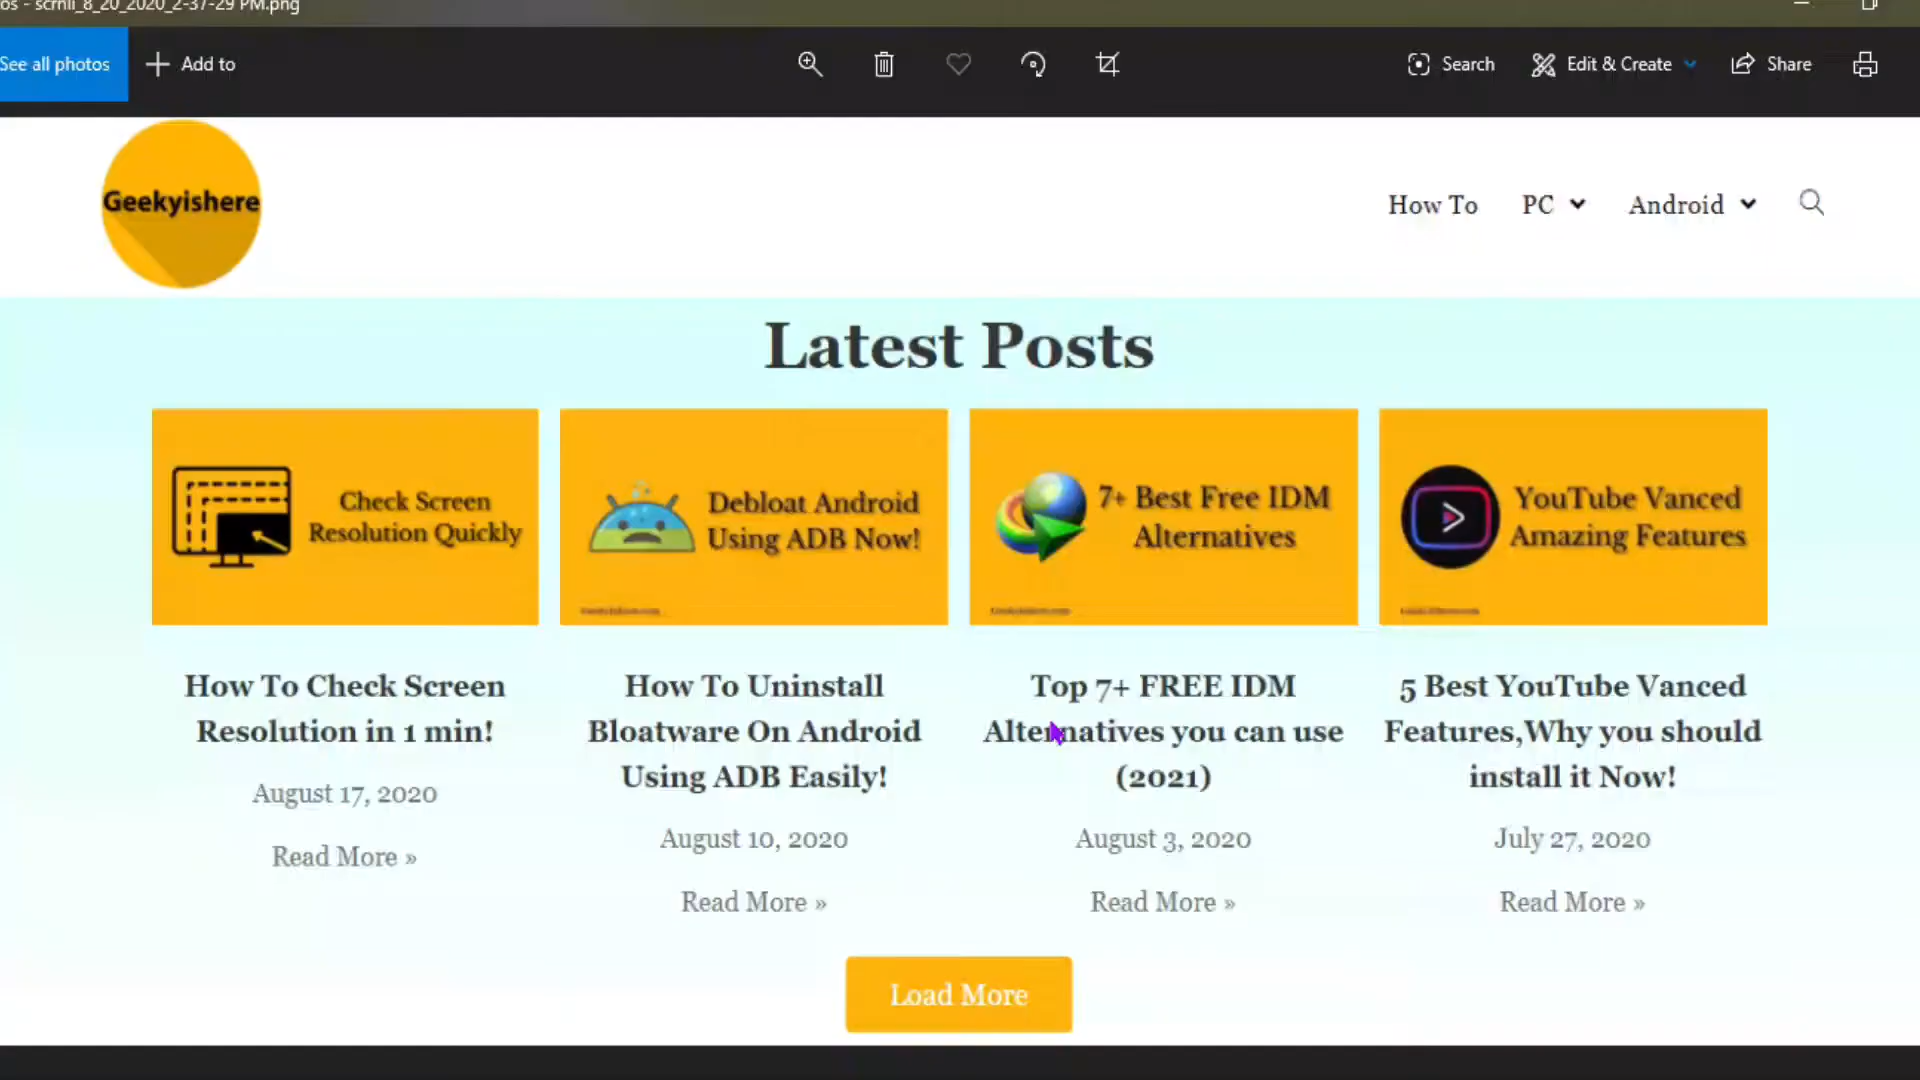 os - scrnli_8_20_2020_2-37-29 PM.png
See all photos
Add to
Search
Edit & Create
Share
Geekyishere
How To
PC
Android
Latest Posts
Check Screen
Resolution Quickly
Debloat Android
Using ADB Now!
7+ Best Free IDM
Alternatives
YouTube Vanced
Amazing Features
How To Check Screen
Resolution in 1 min!
August 17, 2020
Read More »
How To Uninstall
Bloatware On Android
Using ADB Easily!
August 10, 2020
Read More »
Top 7+ FREE IDM
Alternatives you can use
(2021)
August 3, 2020
Read More »
5 Best YouTube Vanced
Features,Why you should
install it Now!
July 27, 2020
Read More »
Load More